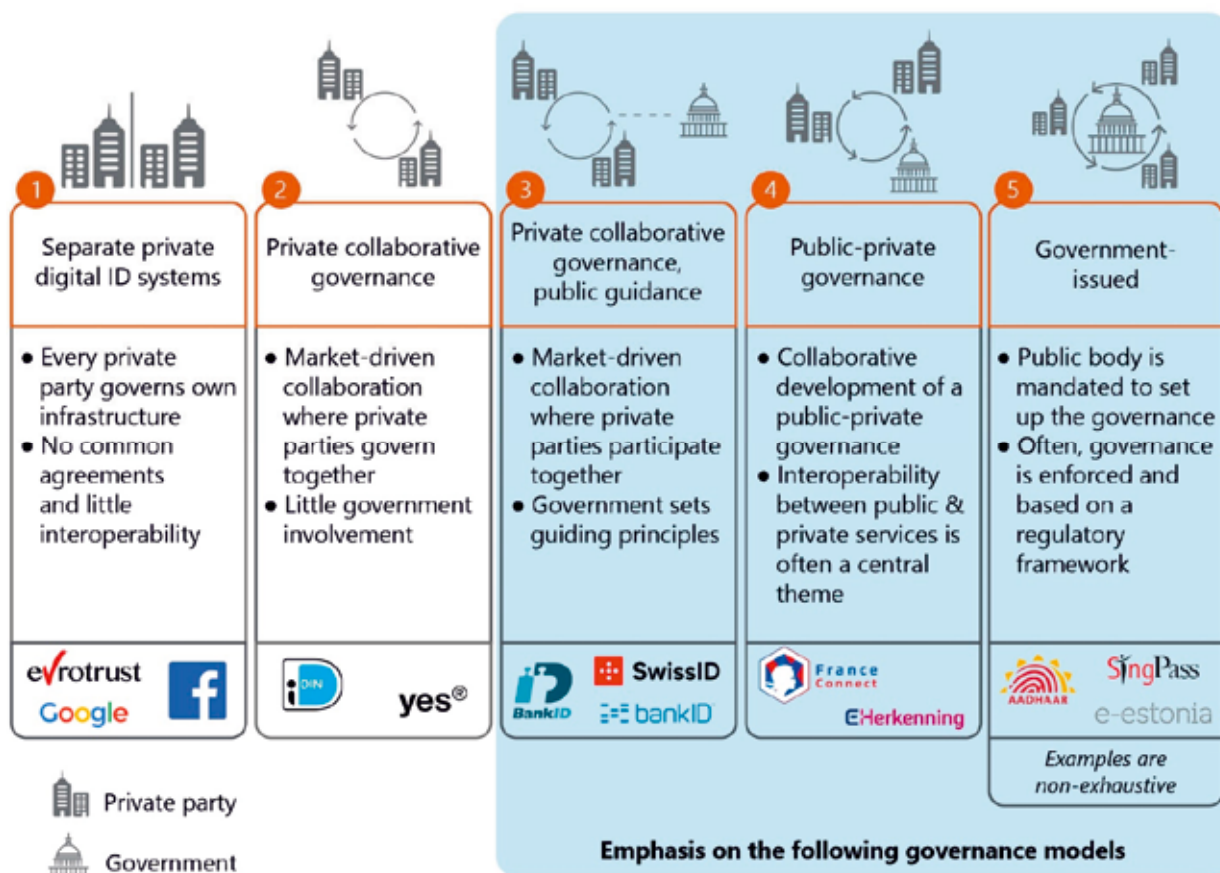 1
Separate private
digital ID systems
• Every private
party governs own
infrastructure
• No common
agreements
and little
interoperability
evrotrust
Google
f
2
Private collaborative
governance
• Market-driven
collaboration
where private
parties govern
together
• Little government
involvement
iDIN
yes®
3
Private collaborative
governance,
public guidance
• Market-driven
collaboration
where private
parties participate
together
• Government sets
guiding principles
BankID
SwissID
bankID
4
Public-private
governance
• Collaborative
development of a
public-private
governance
• Interoperability
between public &
private services is
often a central
theme
France
Connect
eHerkenning
5
Government-
issued
• Public body is
mandated to set
up the governance
• Often, governance
is enforced and
based on a
regulatory
framework
AADHAAR
SingPass
e-estonia
Examples are
non-exhaustive
Private party
Government
Emphasis on the following governance models